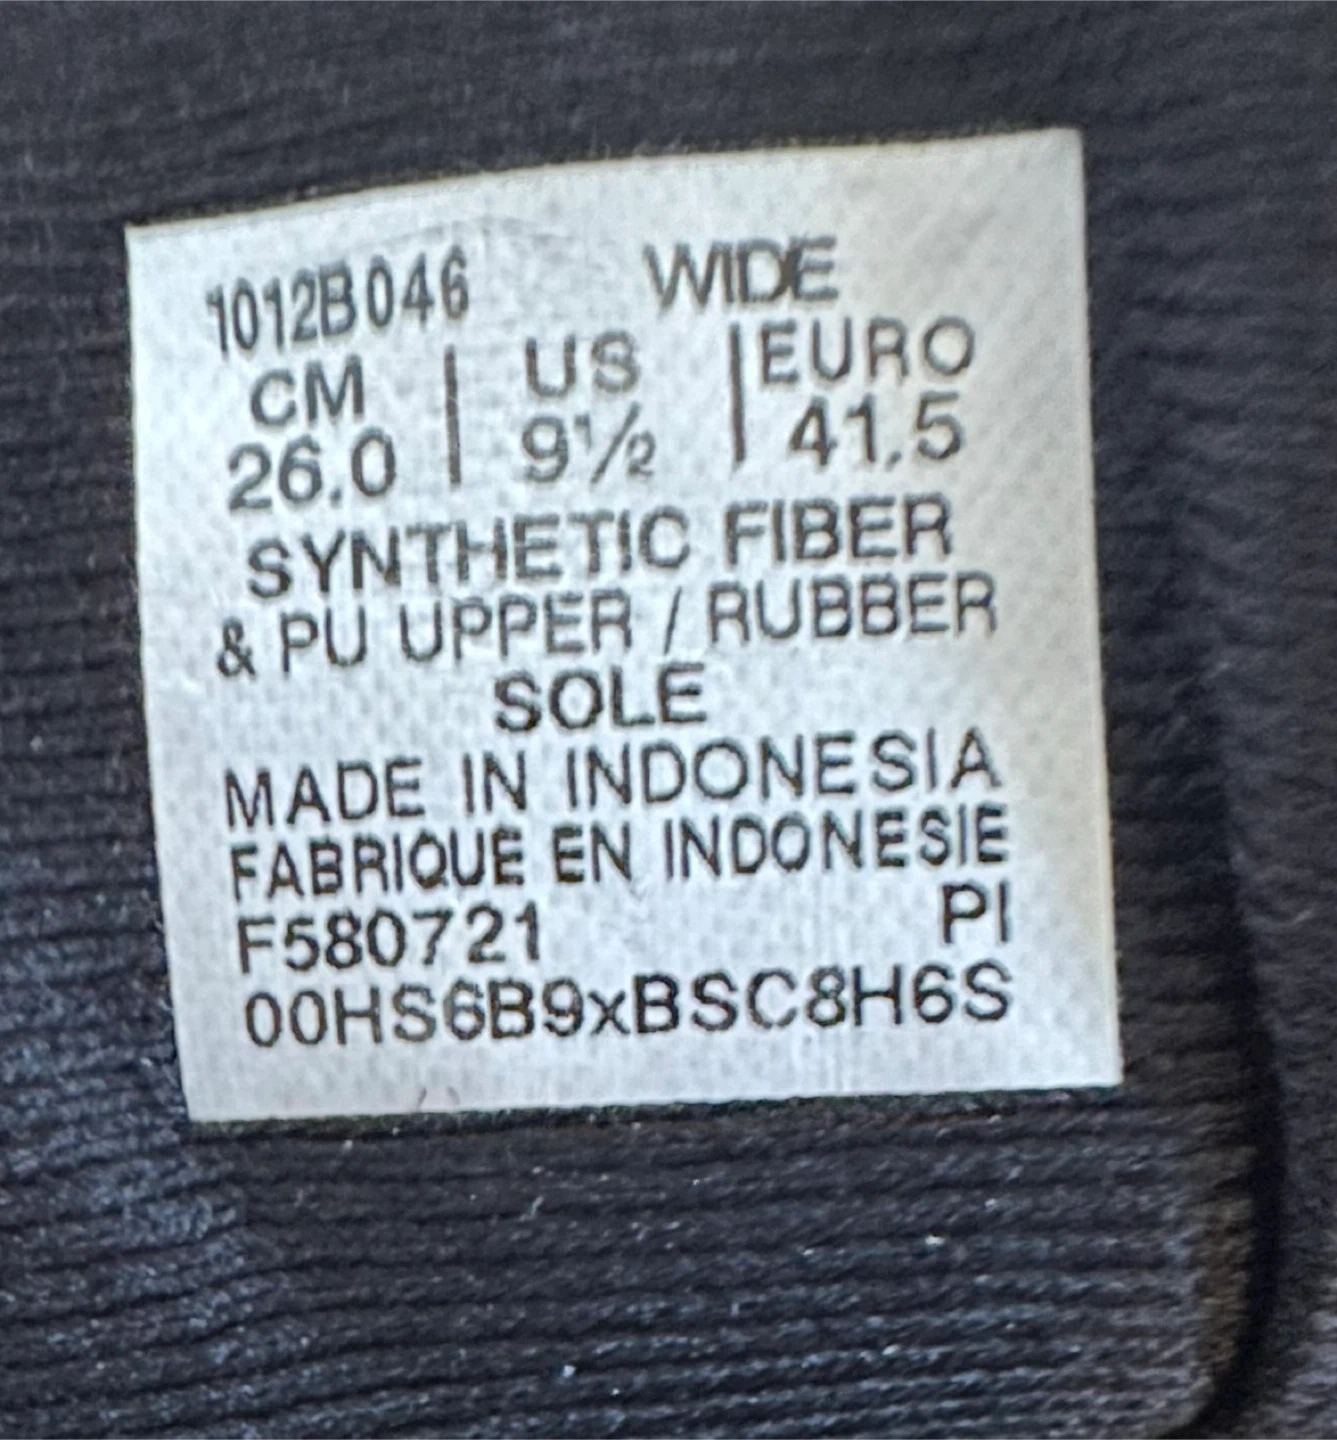 1012B046 WIDE
CM | US | EURO
26.0 | 9½ | 41.5
SYNTHETIC FIBER
& PU UPPER / RUBBER
SOLE
MADE IN INDONESIA
FABRIQUE EN INDONESIE
F580721 PI
00HS6B9xBSC8H6S